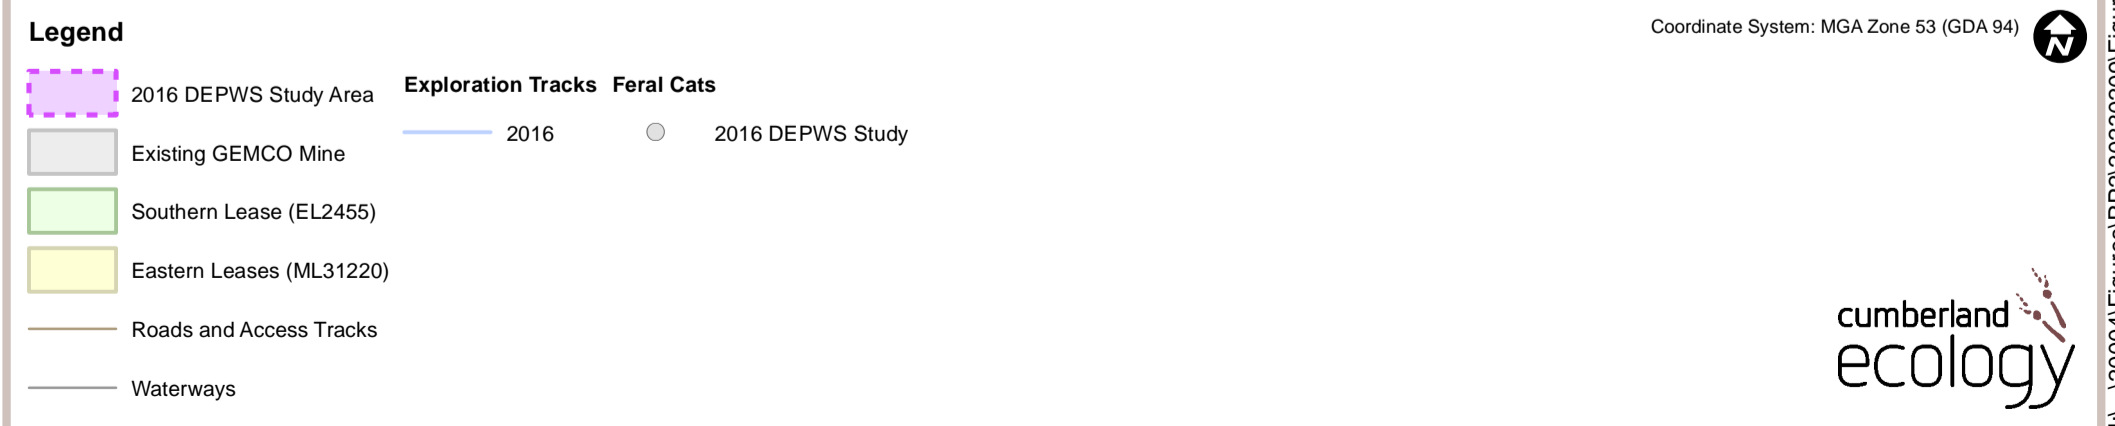 Legend
Coordinate System: MGA Zone 53 (GDA 94)
N
2016 DEPWS Study Area
Existing GEMCO Mine
Southern Lease (EL2455)
Eastern Leases (ML31220)
Roads and Access Tracks
Waterways
Exploration Tracks
2016
Feral Cats
2016 DEPWS Study
cumberland
ecology